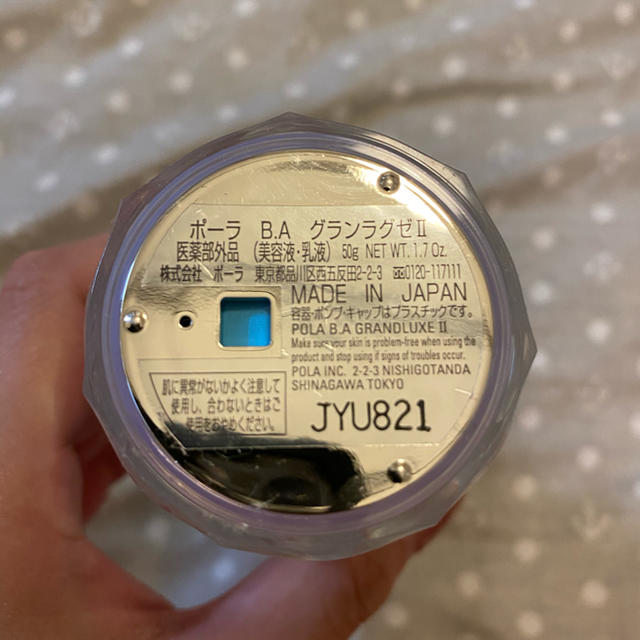 ポーラ B.A グランラグゼⅡ
医薬部外品 (美容液・乳液) 50g NET WT. 1.7 Oz.
株式会社 ポーラ 東京都品川区西五反田2-2-3 ☎0120-117111
MADE IN JAPAN
容器・ポンプ・キャップはプラスチックです。
POLA B.A GRANDLUXE Ⅱ
Make sure your skin is problem-free when using the
product and stop using if signs of troubles occur.
POLA INC. 2-2-3 NISHIGOTANDA
SHINAGAWA TOKYO
肌に異常がないかよく注意して
使用し、合わないときはご
使用をおやめください。
JYU821